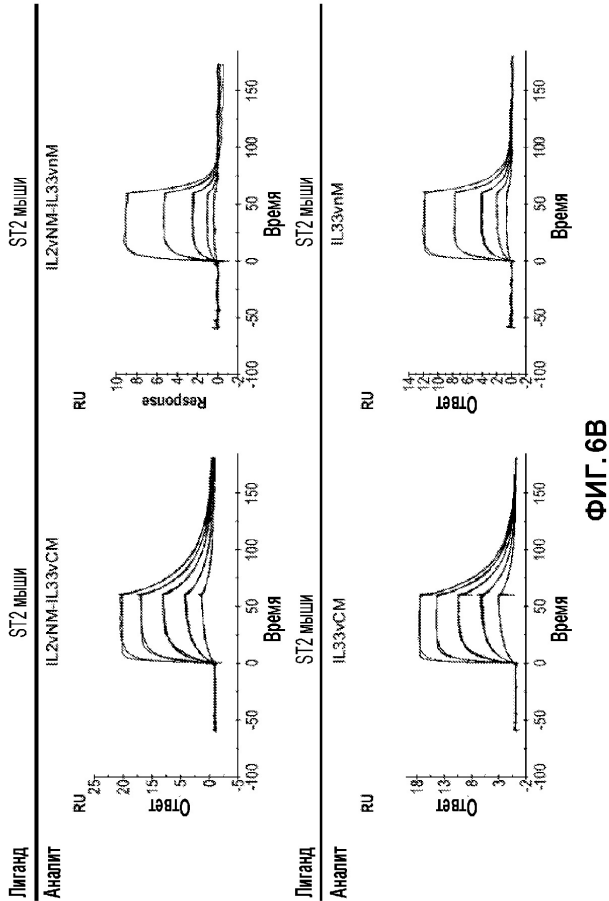 Лиганд ST2 мыши ST2 мыши
Аналит IL2vNM-IL33vCM IL2vNM-IL33vnM
RU
25
20
15
10
5
0
-5
Ответ
-100 -50 0 50 100 150
Время
RU
10
8
6
4
2
0
-2
Response
-100 -50 0 50 100 150
Время
Лиганд ST2 мыши ST2 мыши
Аналит IL33vCM IL33vnM
RU
18
13
8
3
-2
Ответ
-100 -50 0 50 100 150
Время
RU
14
12
10
8
6
4
2
0
-2
Ответ
-100 -50 0 50 100 150
Время
ФИГ. 6B